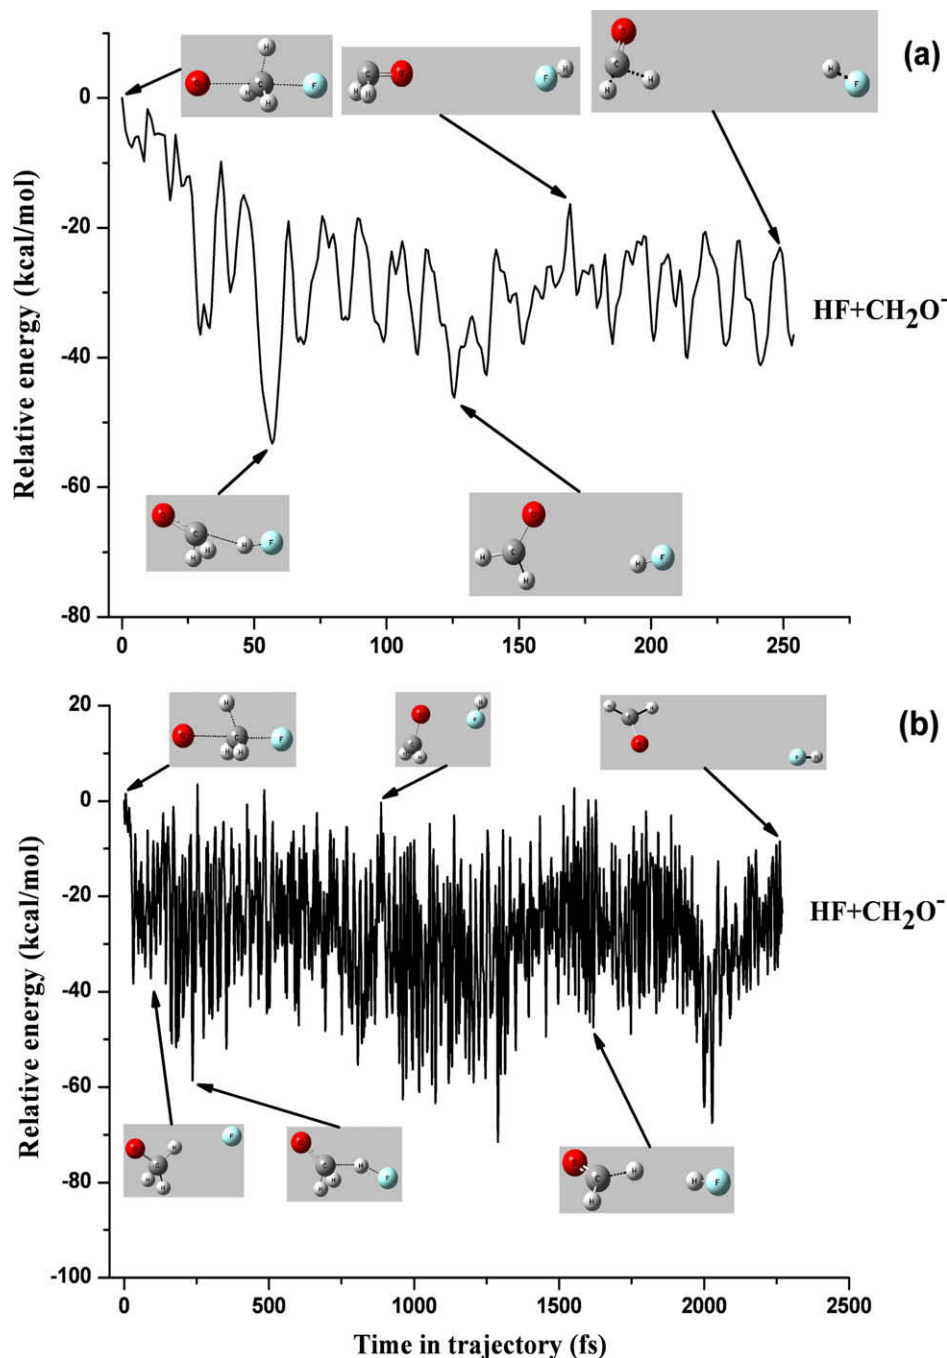 (a)
H
O
C
F
H
H
C
O
H
H
F
H
O
C
H
H
H
F
0
-20
-40
-60
-80
Relative energy (kcal/mol)
HF+CH₂O⁻
O
C
H
H
H
F
O
C
H
H
H
F
0
50
100
150
200
250
(b)
H
O
C
F
H
H
O
C
H
H
H
F
H
H
C
O
F
H
20
0
-20
-40
-60
-80
-100
Relative energy (kcal/mol)
HF+CH₂O⁻
O
H
C
H
H
F
O
C
H
H
H
F
O
C
H
H
H
F
0
500
1000
1500
2000
2500
Time in trajectory (fs)